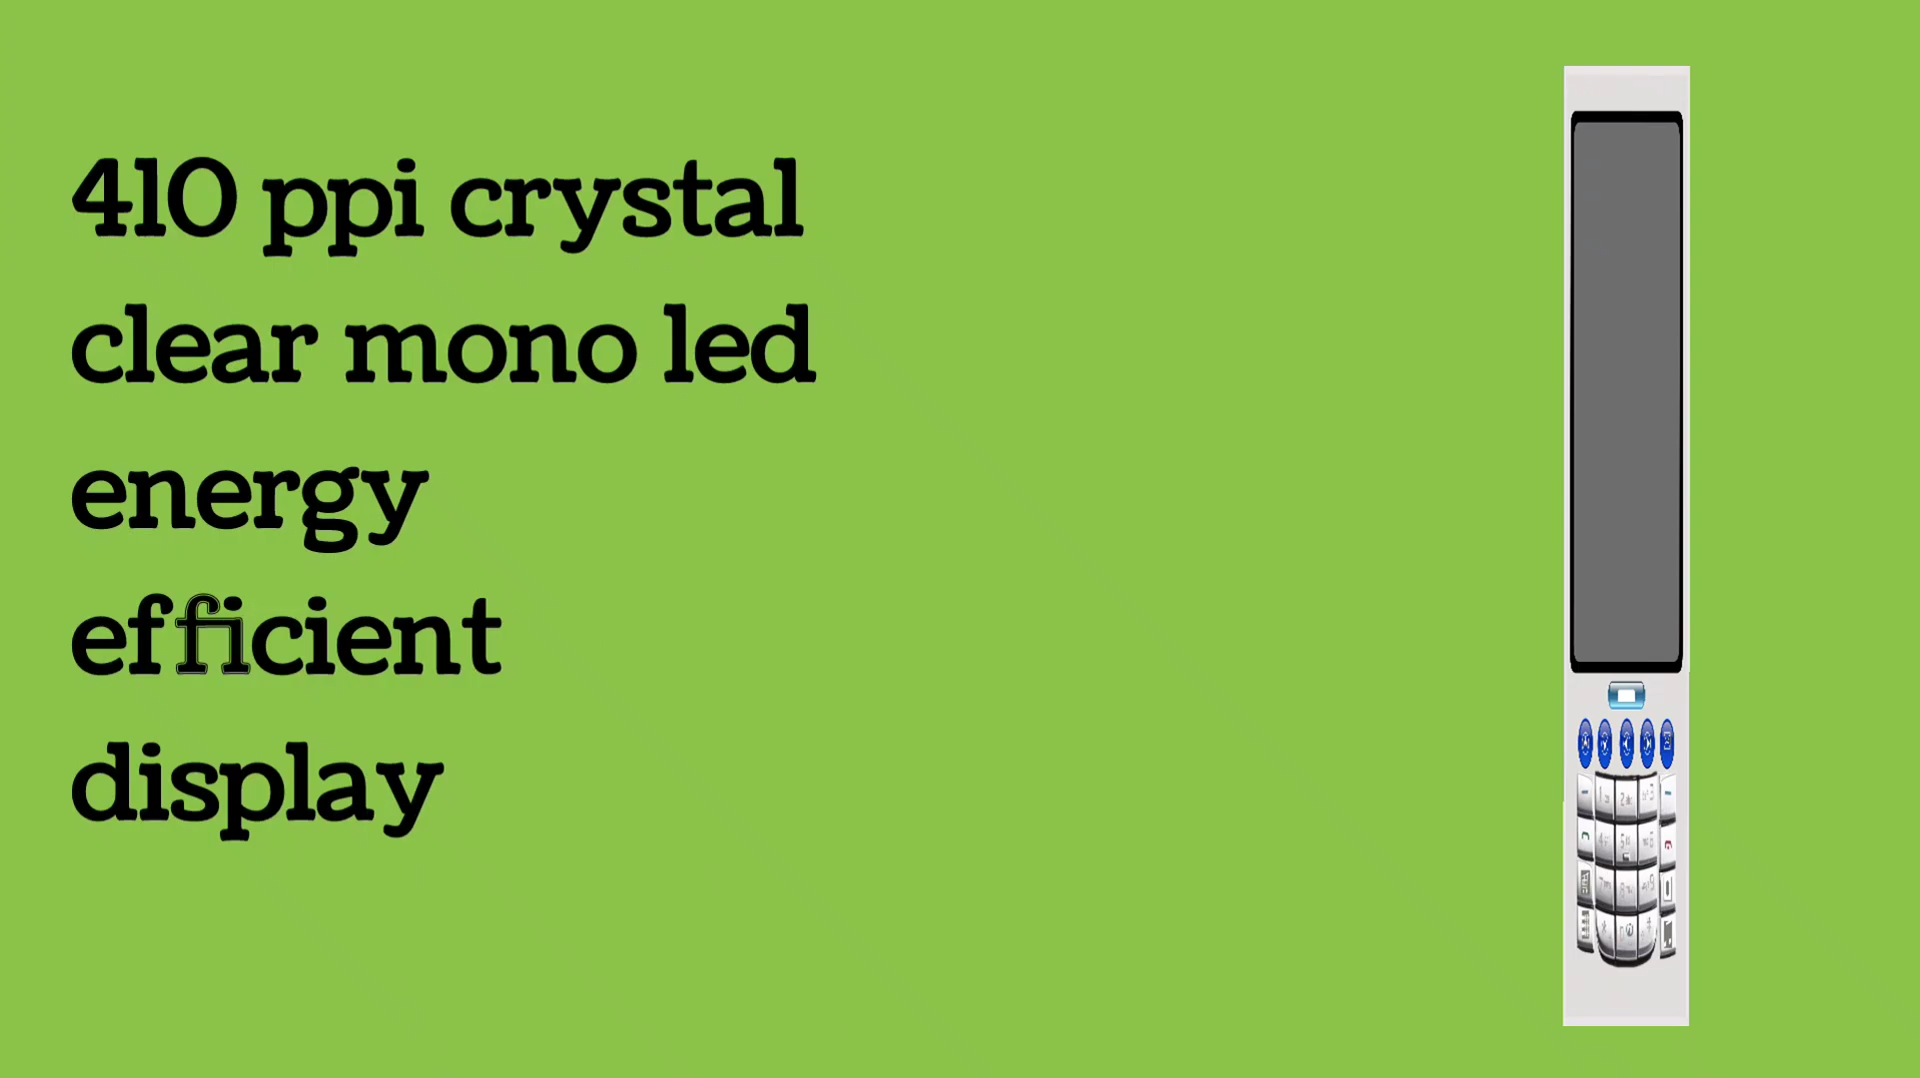 410 ppi crystal
clear mono led
energy
efficient
display